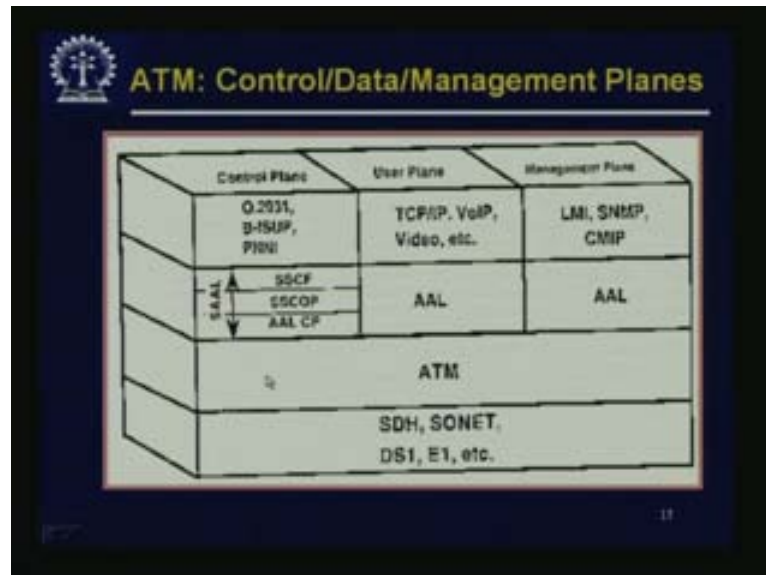 ATM: Control/Data/Management Planes
Control Plane
User Plane
Management Plane
Q.2931,
B-ISUP,
PNNI
TCP/IP. VoIP,
Video, etc.
LMI, SNMP,
CMIP
SAAL
SSCF
SSCOP
AAL CP
AAL
AAL
ATM
SDH, SONET,
DS1, E1, etc.